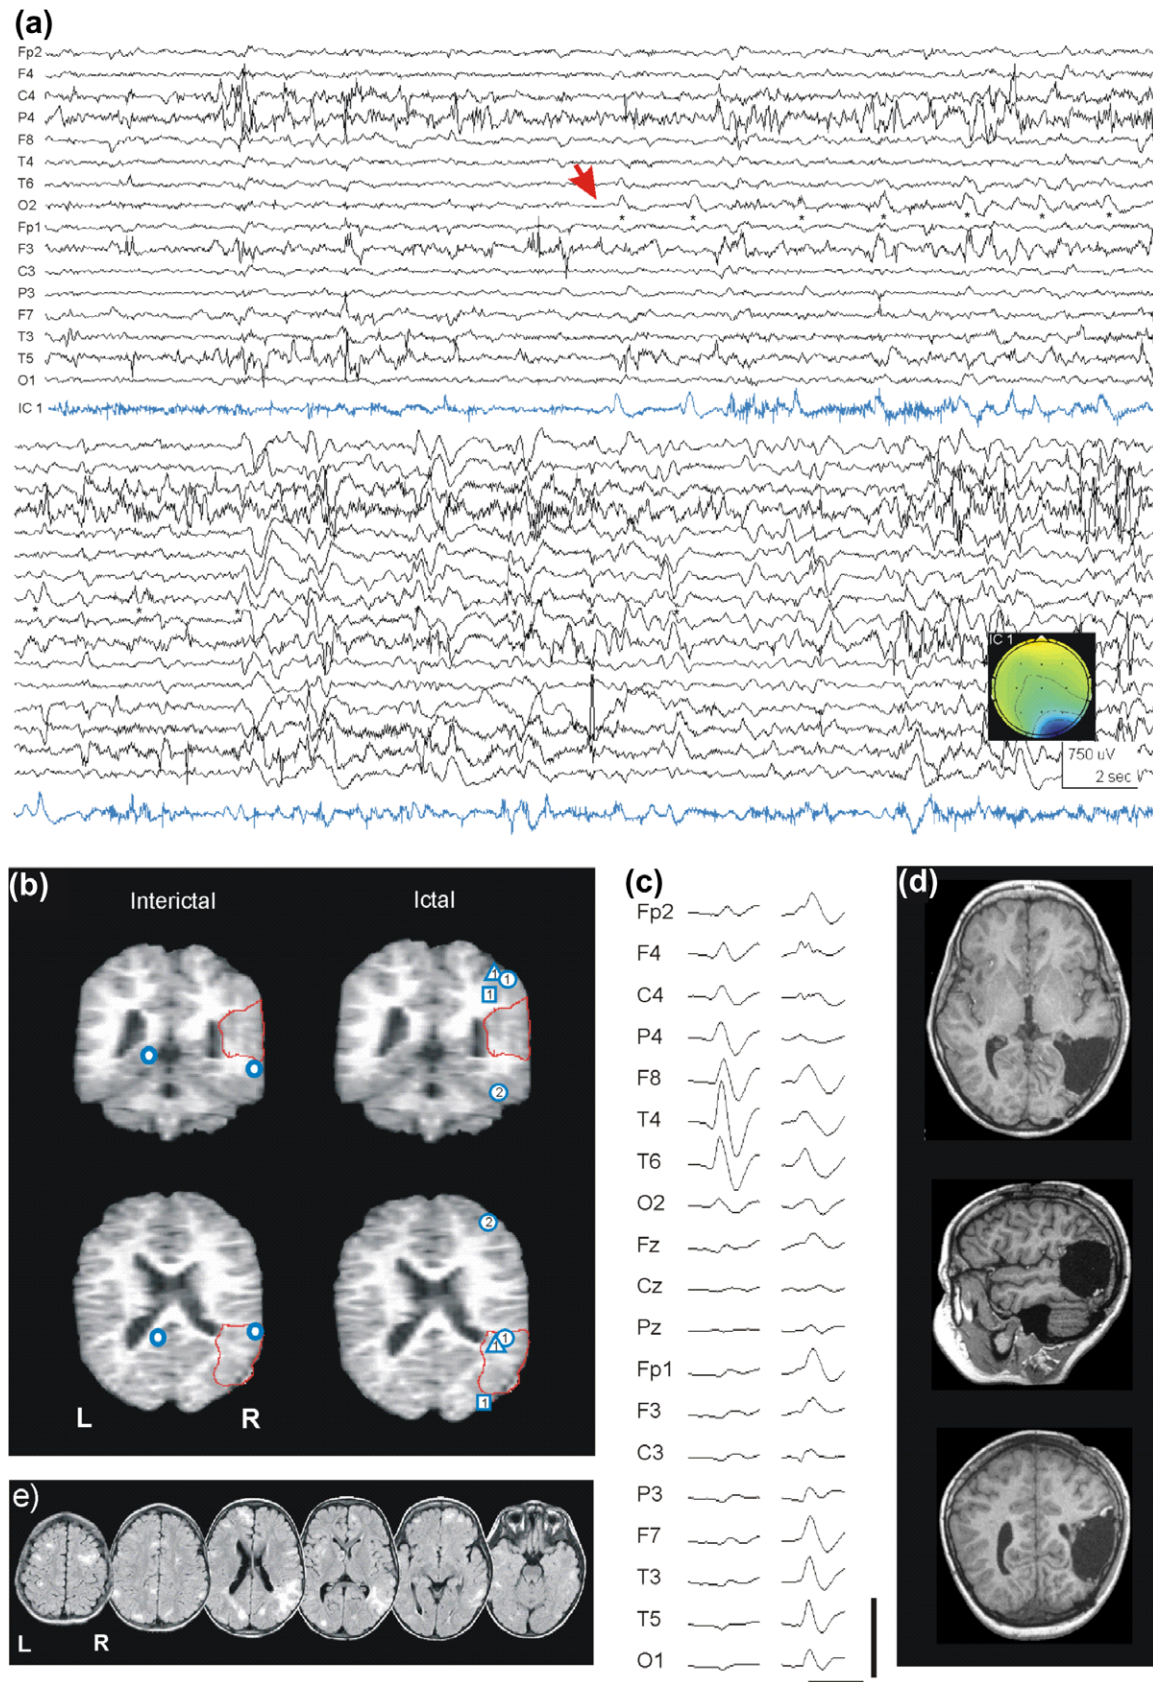 (a)
Fp2
F4
C4
P4
F8
T4
T6
O2
* * * * * * *
Fp1
F3
C3
P3
F7
T3
T5
O1
IC 1
* * * * * *
IC 1
750 uV
2 sec
(b)
Interictal
Ictal
1 1
1
2
2
1
1
1
L R
(c)
Fp2
F4
C4
P4
F8
T4
T6
O2
Fz
Cz
Pz
Fp1
F3
C3
P3
F7
T3
T5
O1
(d)
e)
L R